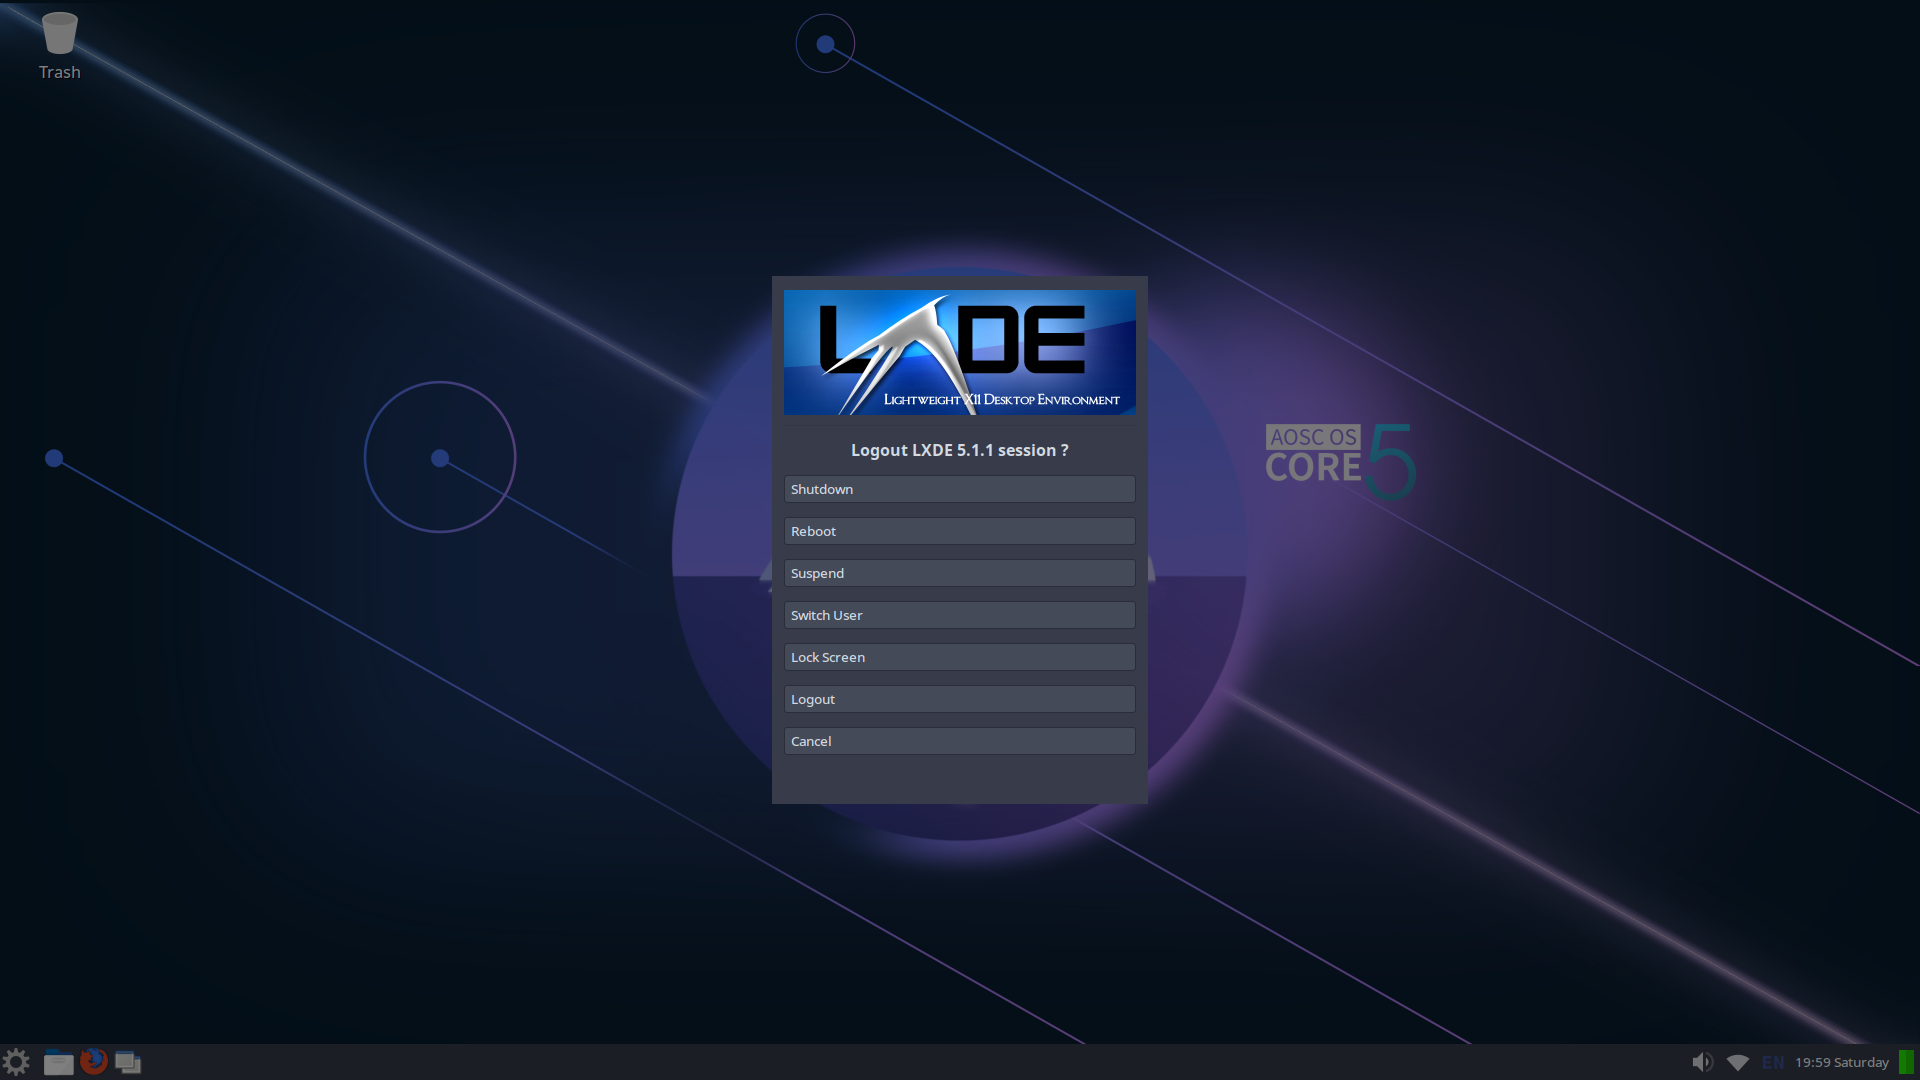 Trash
LXDE
Lightweight X11 Desktop Environment
Logout LXDE 5.1.1 session ?
Shutdown
Reboot
Suspend
Switch User
Lock Screen
Logout
Cancel
AOSC OS
CORE 5
EN
19:59 Saturday